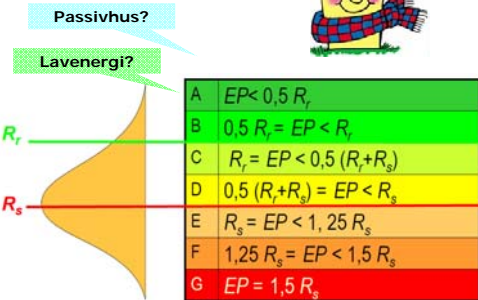 Passivhus?
Lavenergi?
A EP< 0,5 Rr
B 0,5 Rr = EP < Rr
Rr
C Rr = EP < 0,5 (Rr+Rs)
D 0,5 (Rr+Rs) = EP < Rs
Rs
E Rs = EP < 1, 25 Rs
F 1,25 Rs = EP < 1,5 Rs
G EP = 1,5 Rs